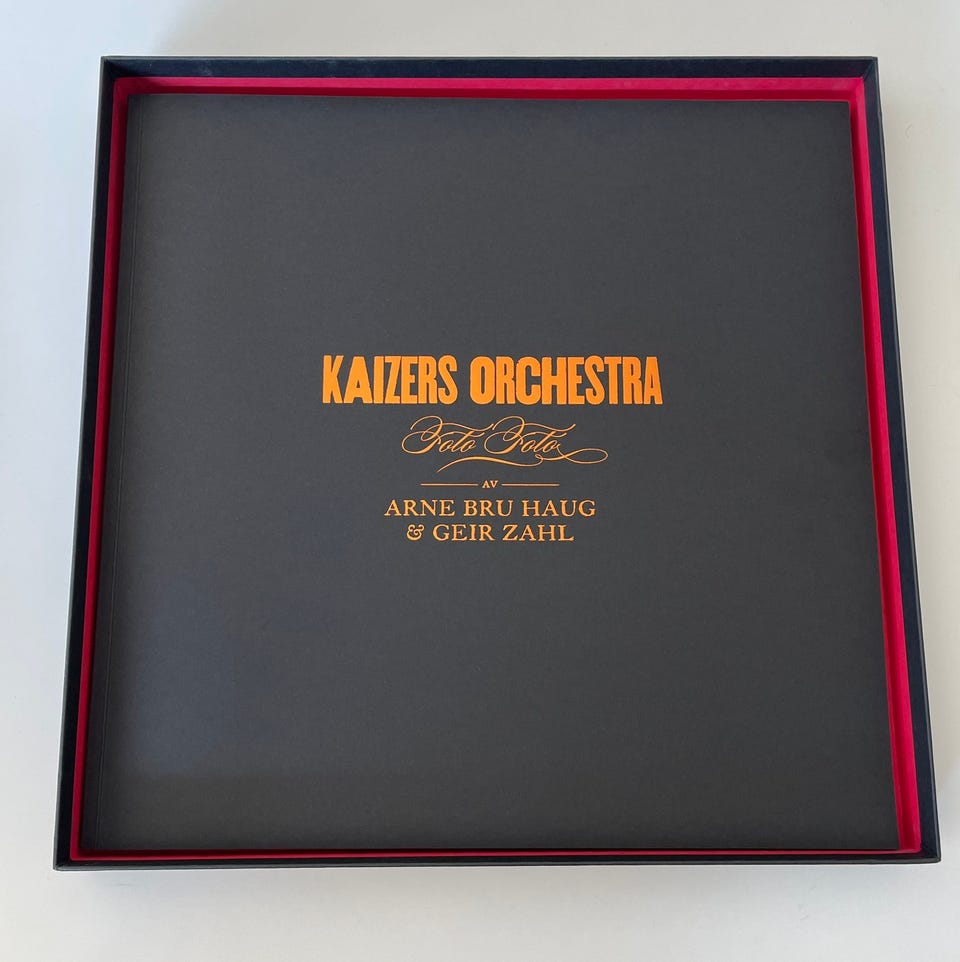 KAIZERS ORCHESTRA
Foto Foto
AV
ARNE BRU HAUG
& GEIR ZAHL